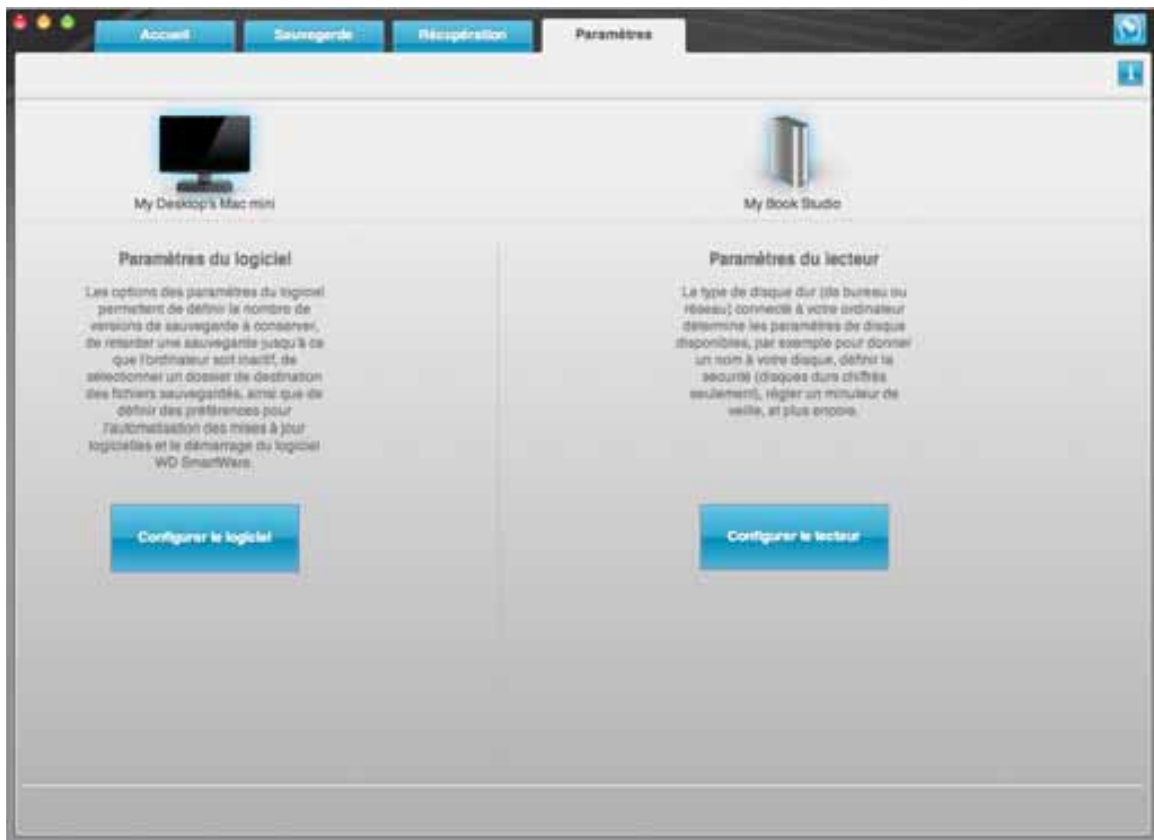 Accueil
Sauvegarde
Récupération
Paramètres
My Desktop's Mac mini
Paramètres du logiciel
Les options des paramètres du logiciel
permettent de définir le nombre de
versions de sauvegarde à conserver,
de retarder une sauvegarde jusqu'à ce
que l'ordinateur soit inactif, de
sélectionner un dossier de destination
des fichiers sauvegardés, ainsi que de
définir des préférences pour
l'automatisation des mises à jour
logicielles et le démarrage du logiciel
WD SmartWare.
Configurer le logiciel
My Book Studio
Paramètres du lecteur
Le type de disque dur (de bureau ou
réseau) connecté à votre ordinateur
détermine les paramètres de disque
disponibles, par exemple pour donner
un nom à votre disque, définir la
sécurité (disques durs chiffrés
seulement), régler un minuteur de
veille, et plus encore.
Configurer le lecteur